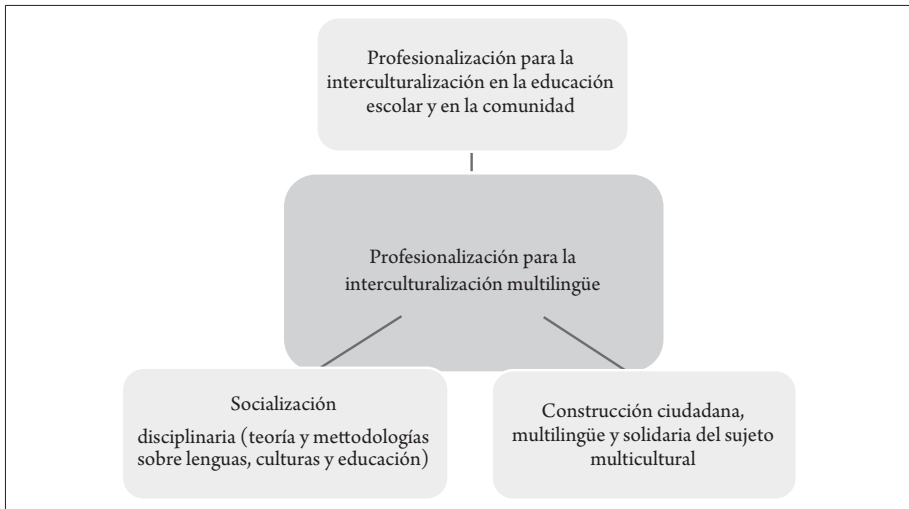 Profesionalización para la
interculturalización en la educación
escolar y en la comunidad
Profesionalización para la
interculturalización multilingüe
Socialización
disciplinaria (teoría y mettodologías
sobre lenguas, culturas y educación)
Construcción ciudadana,
multilingüe y solidaria del sujeto
multicultural